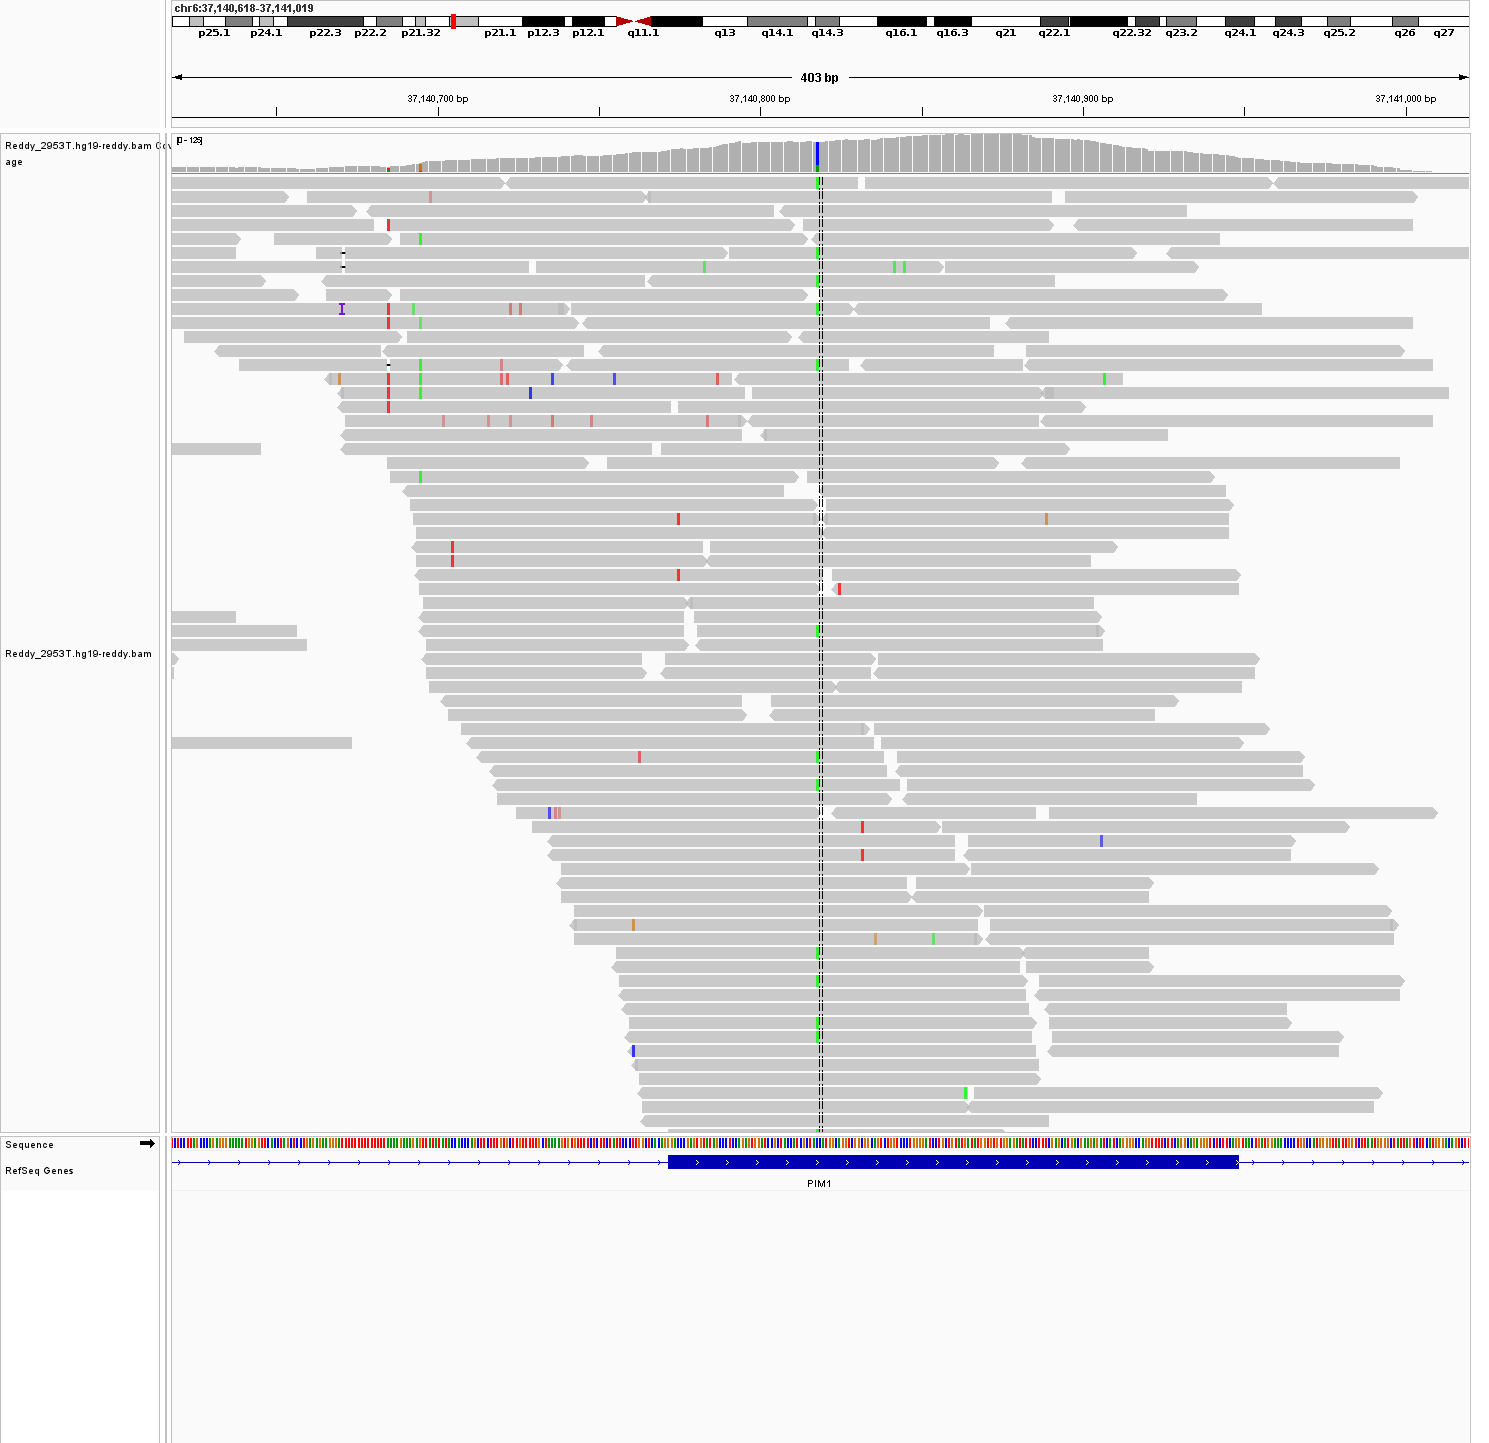 chr6:37,140,618-37,141,019
p25.1 p24.1 p22.3 p22.2 p21.32 p21.1 p12.3 p12.1 q11.1 q13 q14.1 q14.3 q16.1 q16.3 q21 q22.1 q22.32 q23.2 q24.1 q24.3 q25.2 q26 q27
403 bp
37,140,700 bp 37,140,800 bp 37,140,900 bp 37,141,000 bp
[0 - 125]
Reddy_2953T.hg19-reddy.bam Cov
age
Reddy_2953T.hg19-reddy.bam
Sequence
RefSeq Genes
PIM1